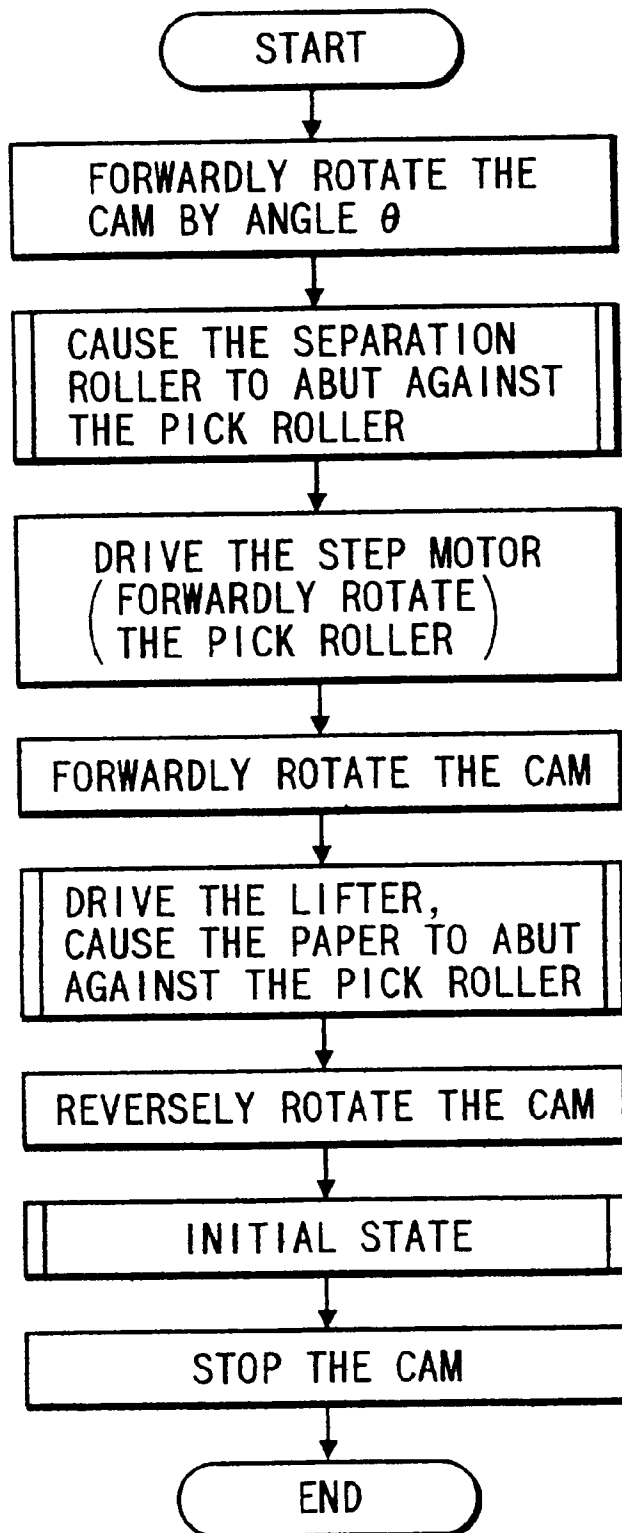 START
FORWARDLY ROTATE THE
CAM BY ANGLE θ
CAUSE THE SEPARATION
ROLLER TO ABUT AGAINST
THE PICK ROLLER
DRIVE THE STEP MOTOR
(FORWARDLY ROTATE
THE PICK ROLLER)
FORWARDLY ROTATE THE CAM
DRIVE THE LIFTER,
CAUSE THE PAPER TO ABUT
AGAINST THE PICK ROLLER
REVERSELY ROTATE THE CAM
INITIAL STATE
STOP THE CAM
END